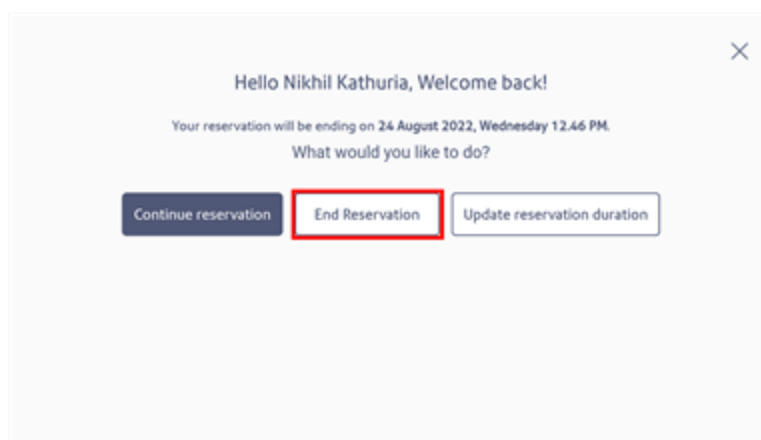 Hello Nikhil Kathuria, Welcome back!
Your reservation will be ending on 24 August 2022, Wednesday 12.46 PM.
What would you like to do?
Continue reservation End Reservation Update reservation duration